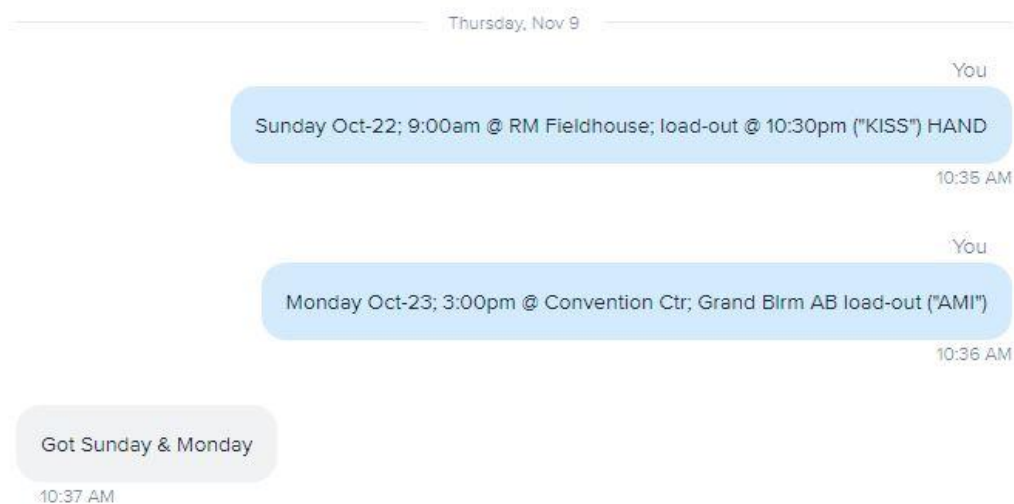 Thursday, Nov 9
You
Sunday Oct-22; 9:00am @ RM Fieldhouse; load-out @ 10:30pm ("KISS") HAND
10:35 AM
You
Monday Oct-23; 3:00pm @ Convention Ctr; Grand Blrm AB load-out ("AMI")
10:36 AM
Got Sunday & Monday
10:37 AM